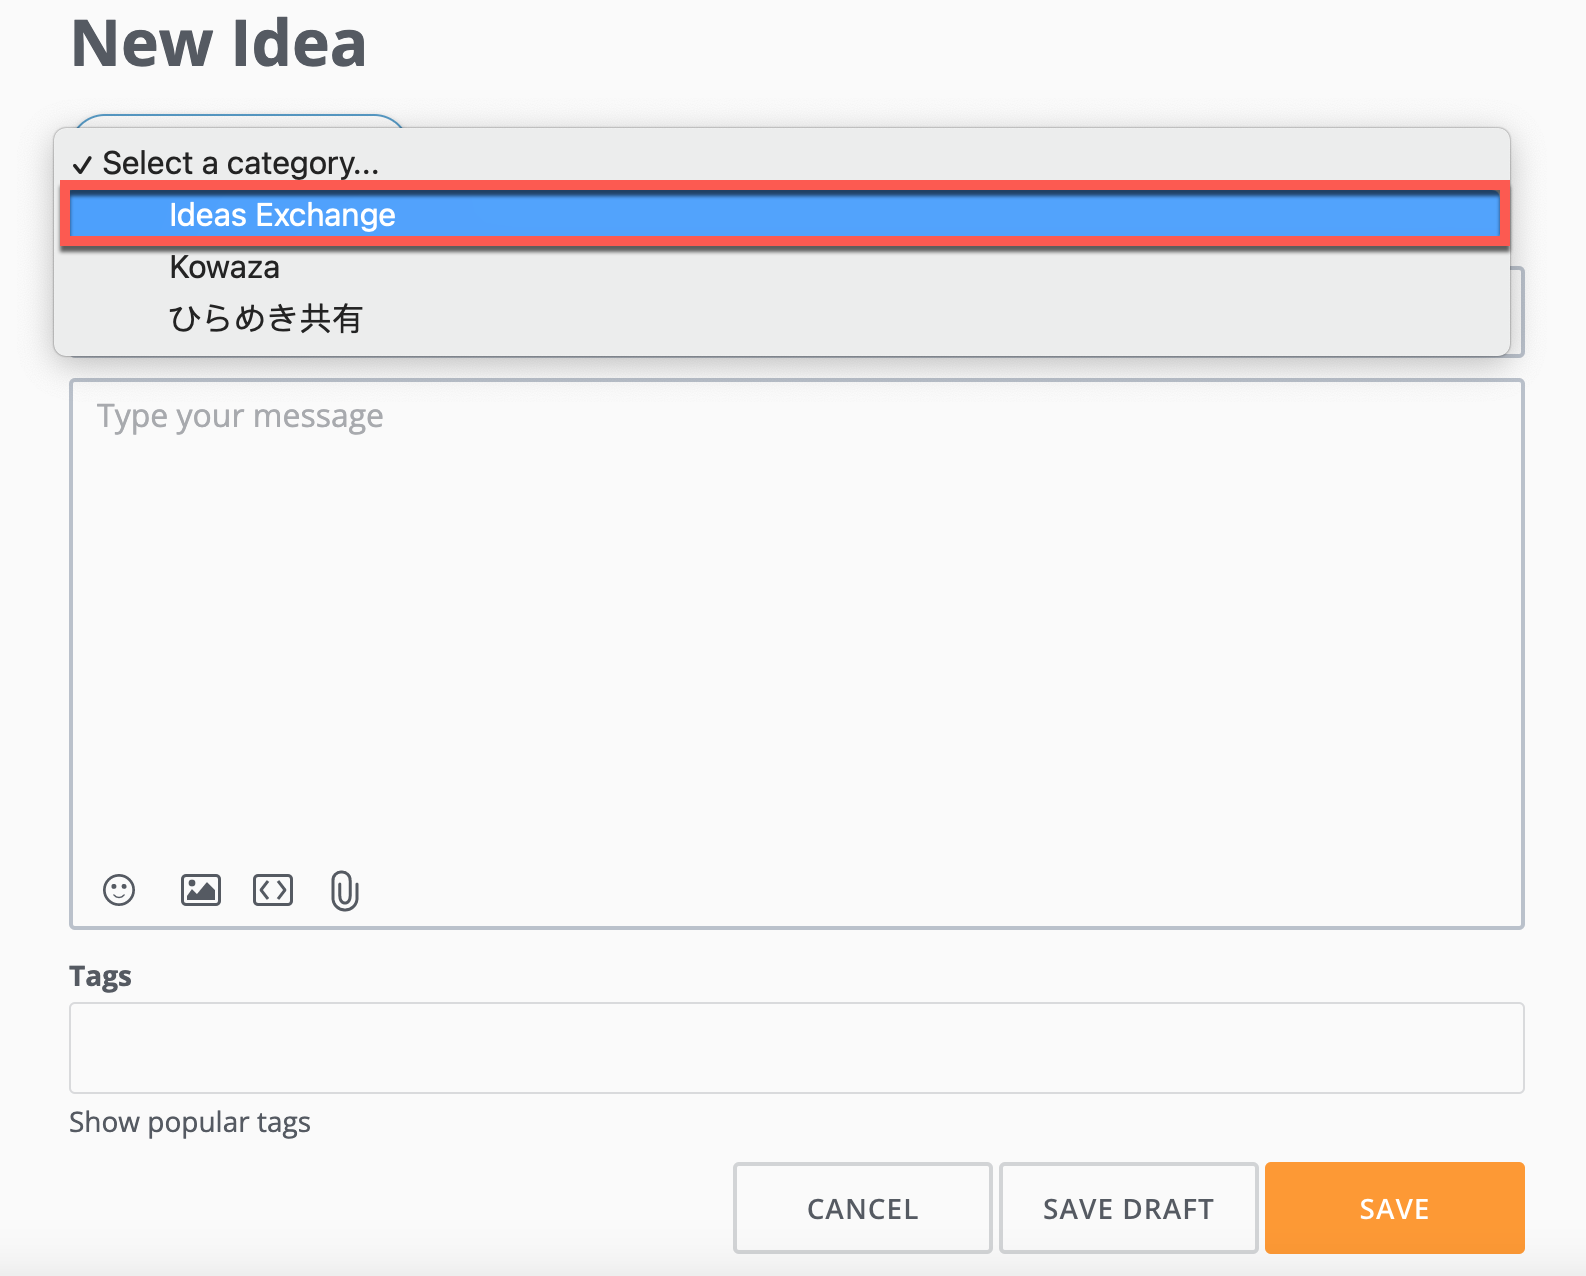 New Idea
✓ Select a category...
Ideas Exchange
Kowaza
ひらめき共有
Type your message
Tags
Show popular tags
CANCEL SAVE DRAFT SAVE